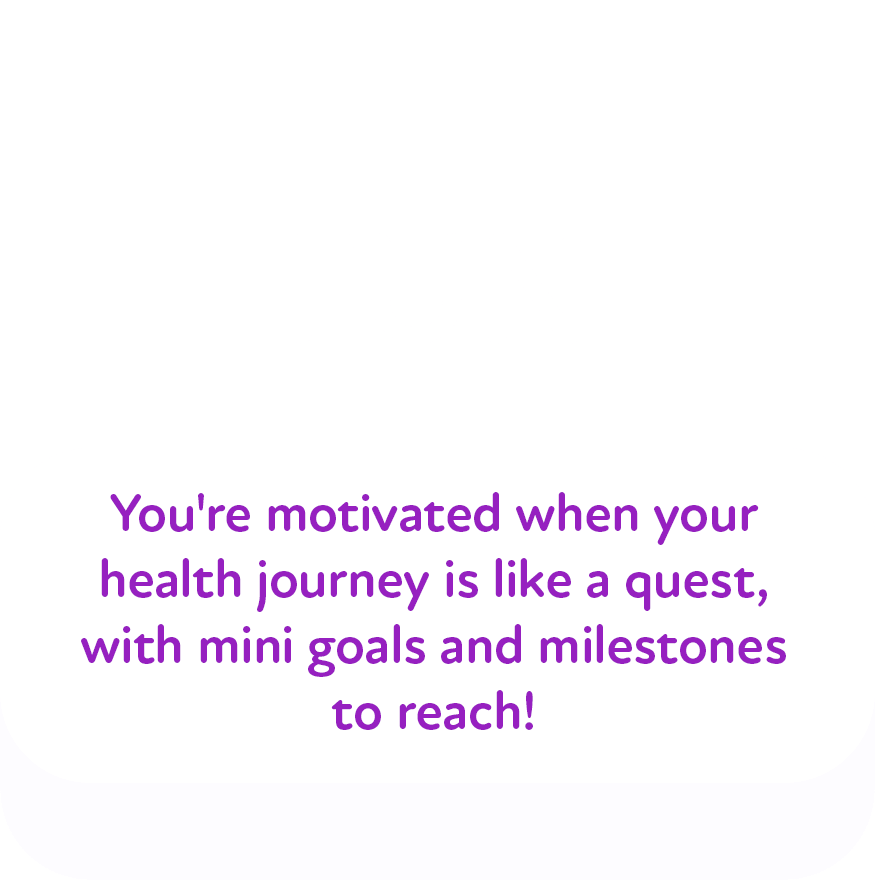 You're motivated when your
health journey is like a quest,
with mini goals and milestones
to reach!